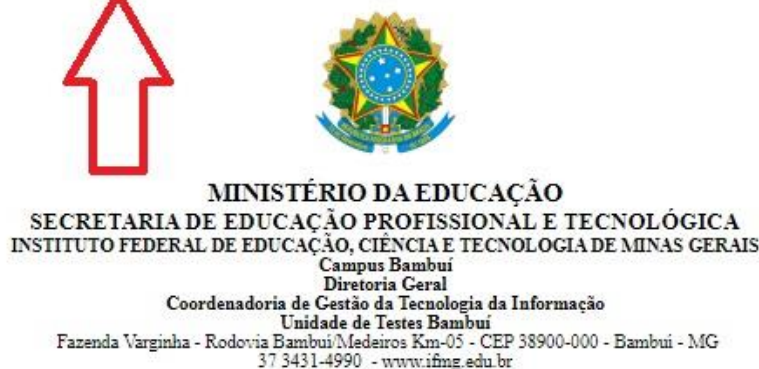 MINISTÉRIO DA EDUCAÇÃO
SECRETARIA DE EDUCAÇÃO PROFISSIONAL E TECNOLÓGICA
INSTITUTO FEDERAL DE EDUCAÇÃO, CIÊNCIA E TECNOLOGIA DE MINAS GERAIS
Campus Bambuí
Diretoria Geral
Coordenadoria de Gestão da Tecnologia da Informação
Unidade de Testes Bambuí
Fazenda Varginha - Rodovia Bambuí/Medeiros Km-05 - CEP 38900-000 - Bambuí - MG
37 3431-4990 - www.ifmg.edu.br